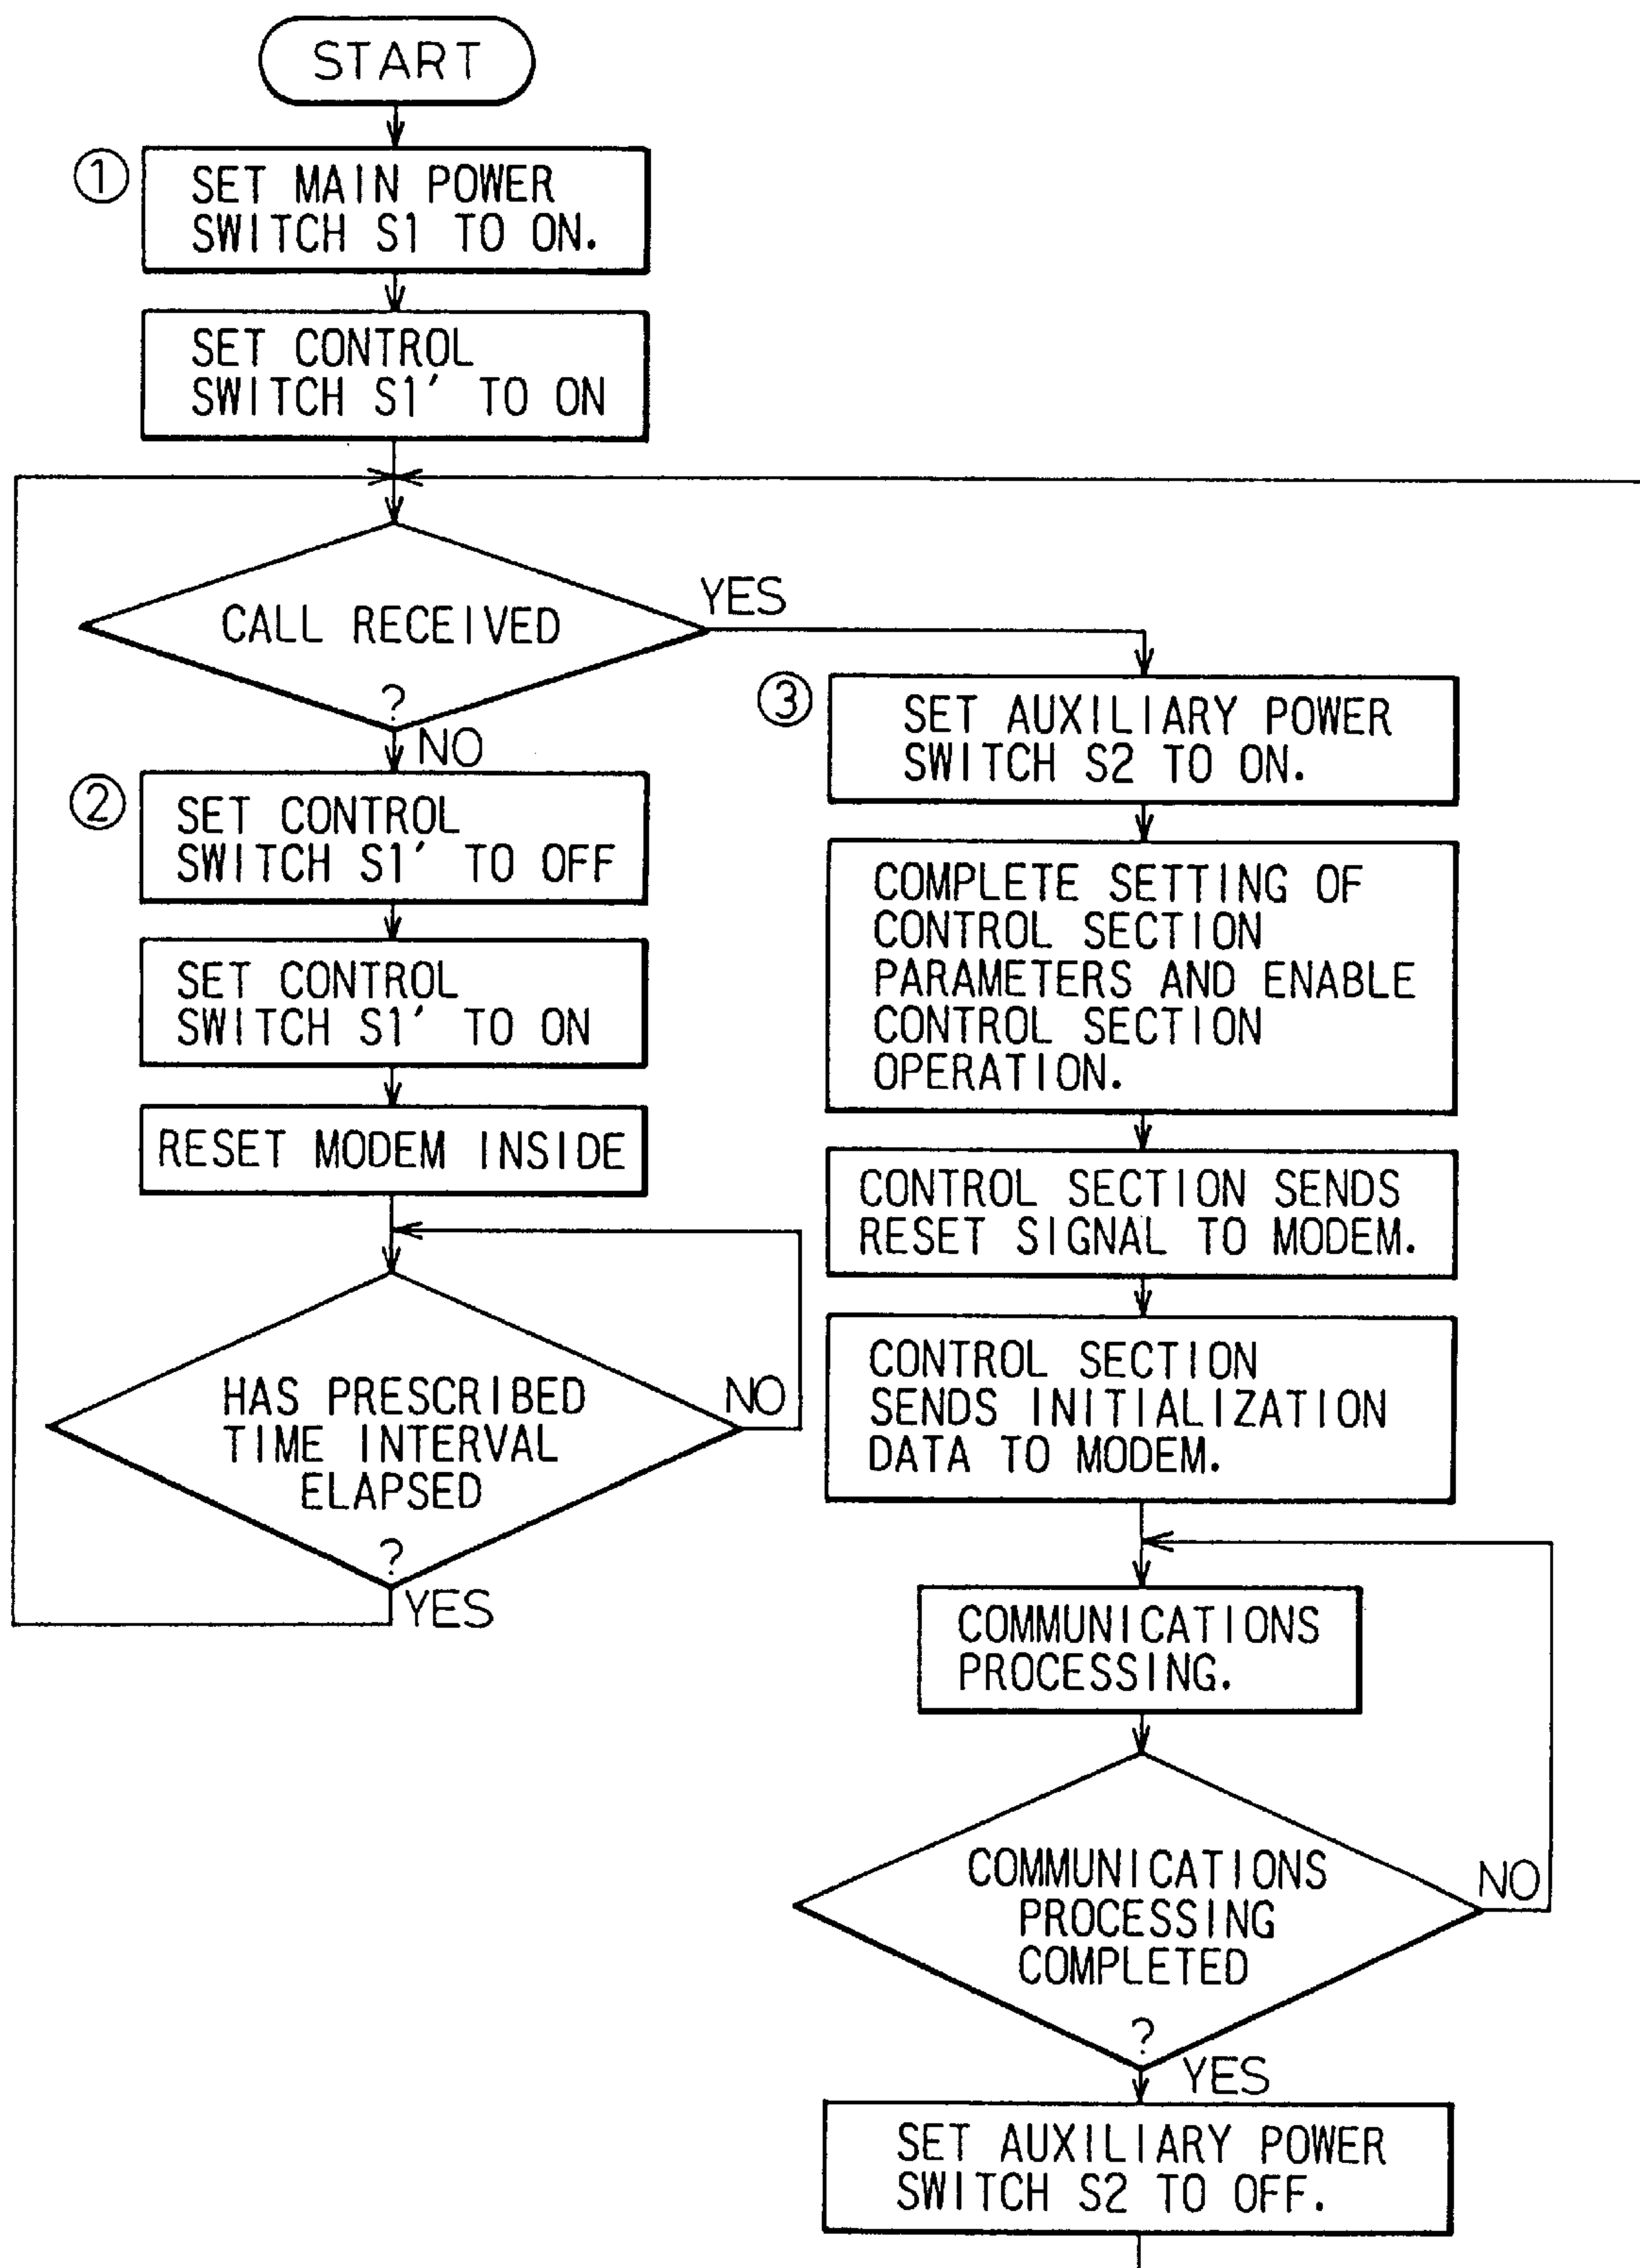 START
①
SET MAIN POWER
SWITCH S1 TO ON.
SET CONTROL
SWITCH S1′ TO ON
CALL RECEIVED
?
YES
NO
②
SET CONTROL
SWITCH S1′ TO OFF
SET CONTROL
SWITCH S1′ TO ON
RESET MODEM INSIDE
HAS PRESCRIBED
TIME INTERVAL
ELAPSED
?
NO
YES
③
SET AUXILIARY POWER
SWITCH S2 TO ON.
COMPLETE SETTING OF
CONTROL SECTION
PARAMETERS AND ENABLE
CONTROL SECTION
OPERATION.
CONTROL SECTION SENDS
RESET SIGNAL TO MODEM.
CONTROL SECTION
SENDS INITIALIZATION
DATA TO MODEM.
COMMUNICATIONS
PROCESSING.
COMMUNICATIONS
PROCESSING
COMPLETED
?
NO
YES
SET AUXILIARY POWER
SWITCH S2 TO OFF.